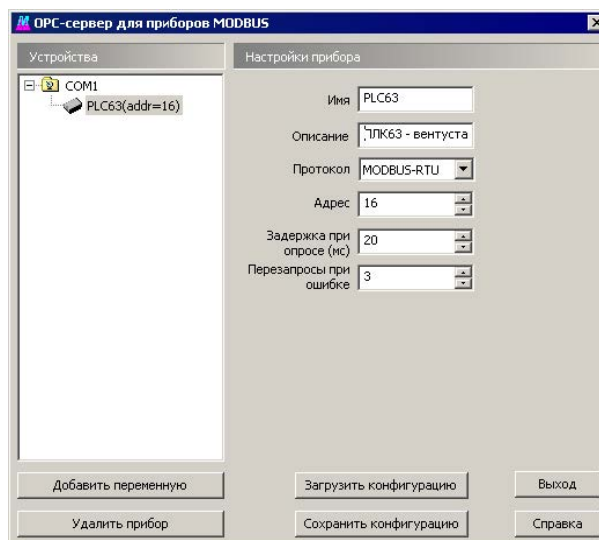 OPC-сервер для приборов MODBUS
Устройства
Настройки прибора
COM1
PLC63(addr=16)
Имя
PLC63
Описание
ПЛК63 - вентуста
Протокол
MODBUS-RTU
Адрес
16
Задержка при
опросе (мс)
20
Перезапросы при
ошибке
3
Добавить переменную
Загрузить конфигурацию
Выход
Удалить прибор
Сохранить конфигурацию
Справка